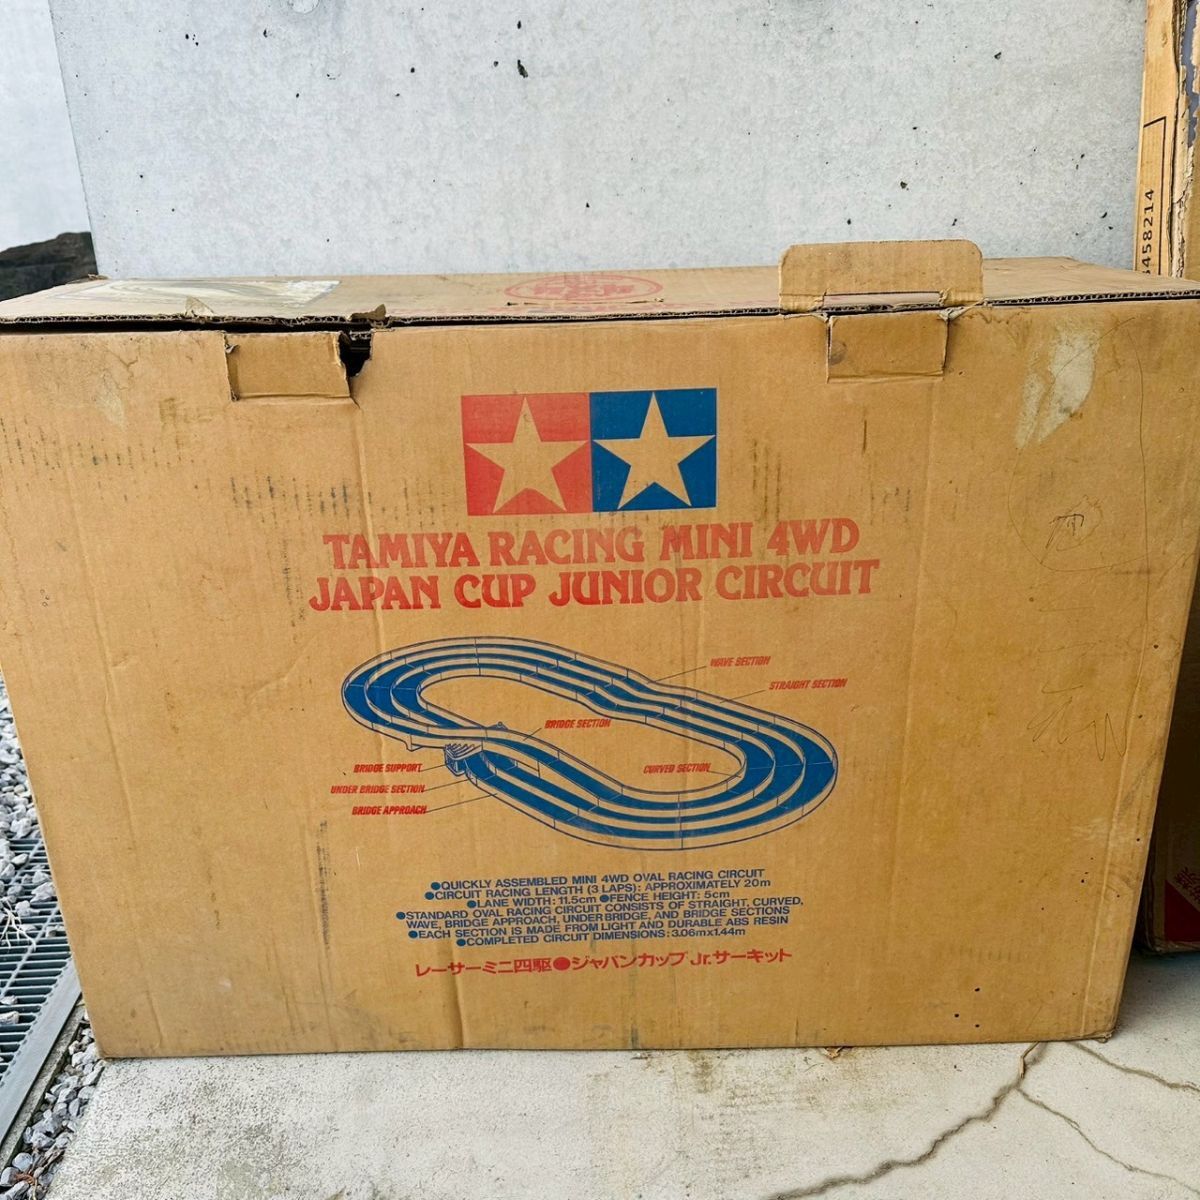 TAMIYA RACING MINI 4WD
JAPAN CUP JUNIOR CIRCUIT
WAVE SECTION
STRAIGHT SECTION
BRIDGE SECTION
BRIDGE SUPPORT
CURVED SECTION
UNDER BRIDGE SECTION
BRIDGE APPROACH
●QUICKLY ASSEMBLED MINI 4WD OVAL RACING CIRCUIT
●CIRCUIT RACING LENGTH (3 LAPS): APPROXIMATELY 20m
●LANE WIDTH: 11.5cm ●FENCE HEIGHT: 5cm
●STANDARD OVAL RACING CIRCUIT CONSISTS OF STRAIGHT, CURVED,
WAVE, BRIDGE APPROACH, UNDER BRIDGE, AND BRIDGE SECTIONS
●EACH SECTION IS MADE FROM LIGHT AND DURABLE ABS RESIN
●COMPLETED CIRCUIT DIMENSIONS: 3.06m×1.44m
レーサーミニ四駆●ジャパンカップ Jr.サーキット
458214